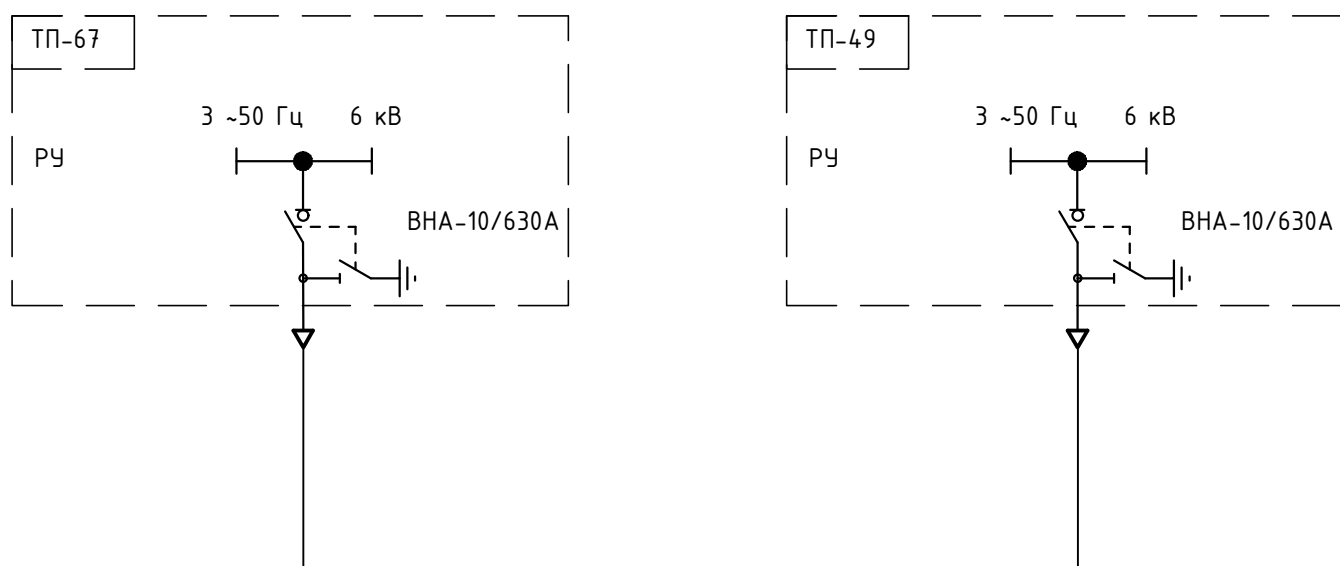 ТП-67
3 ~50 Гц 6 кВ
РУ
ВНА-10/630А
ТП-49
3 ~50 Гц 6 кВ
РУ
ВНА-10/630А